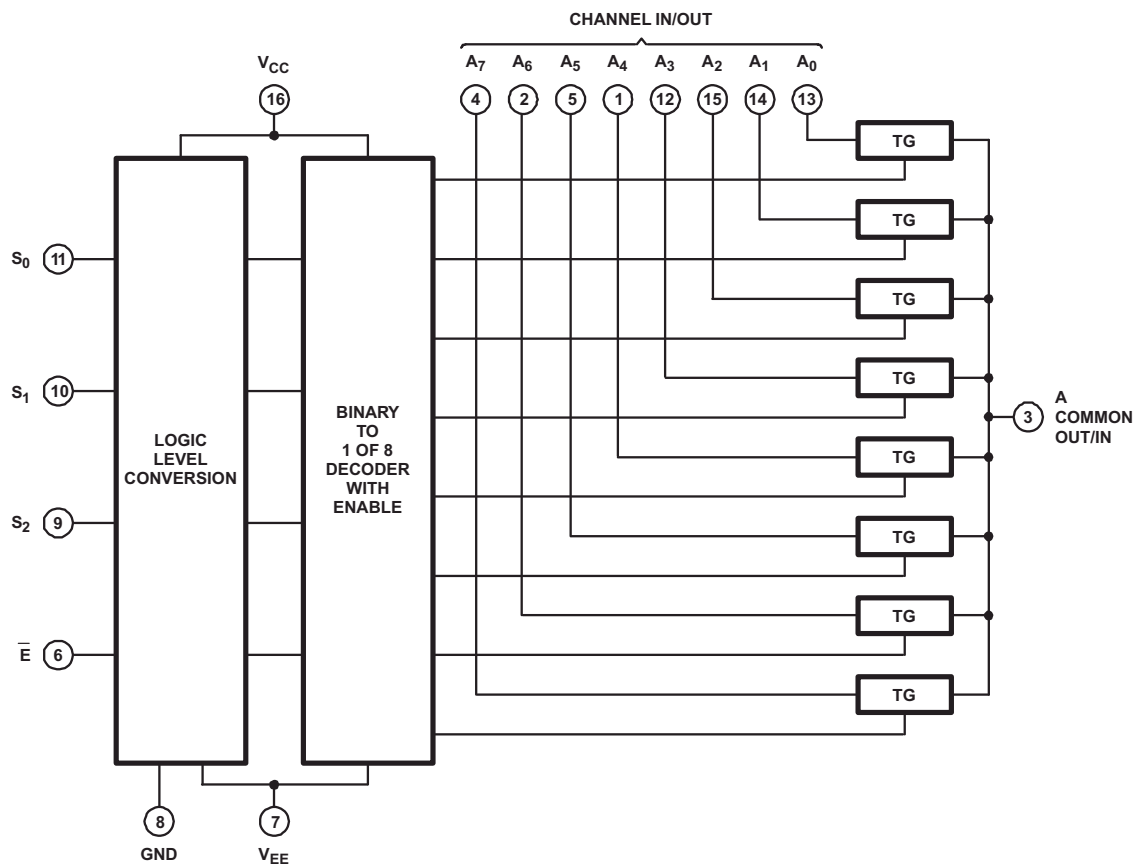 CHANNEL IN/OUT
VCC A7 A6 A5 A4 A3 A2 A1 A0
16 4 2 5 1 12 15 14 13
TG
TG
S0 11
TG
TG
S1 10
LOGIC
LEVEL
CONVERSION
BINARY
TO
1 OF 8
DECODER
WITH
ENABLE
3 A
COMMON
OUT/IN
TG
S2 9
TG
TG
E̅ 6
TG
8 7
GND VEE